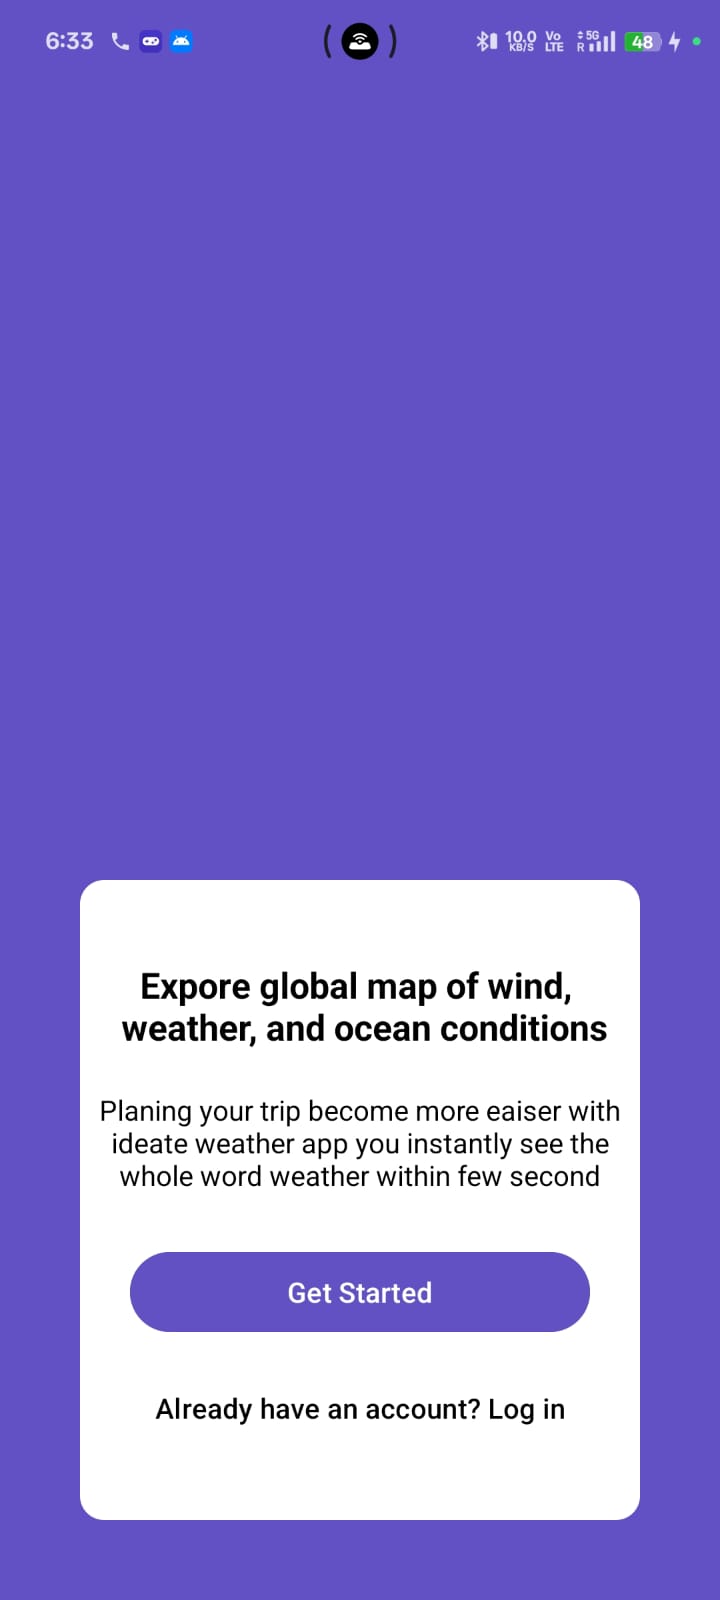 6:33
10.0 KB/S Vo LTE 5G R 48
Expore global map of wind,
weather, and ocean conditions
Planing your trip become more eaiser with
ideate weather app you instantly see the
whole word weather within few second
Get Started
Already have an account? Log in